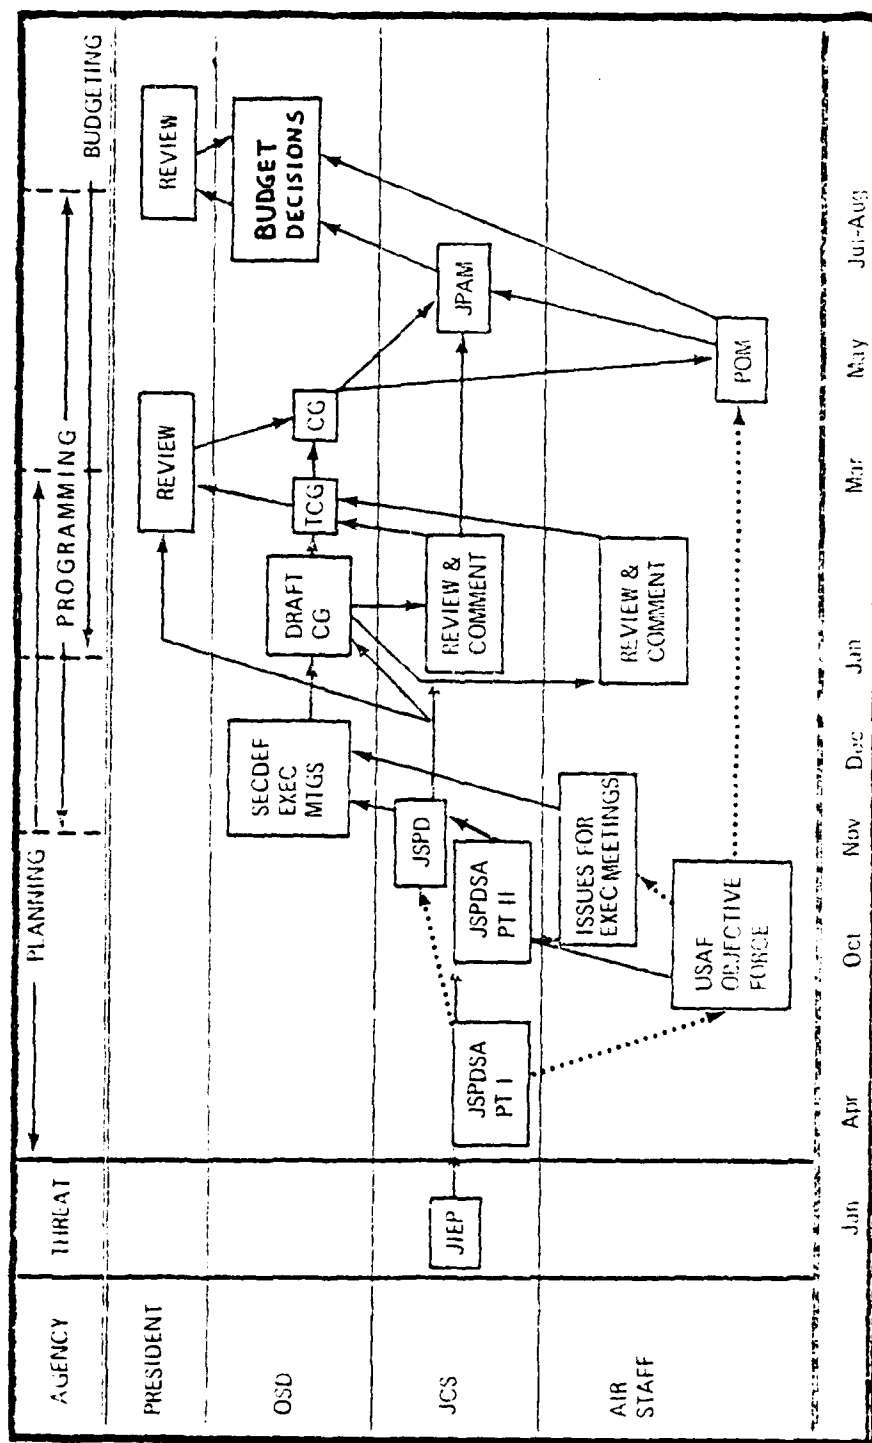 AGENCY
THREAT
PLANNING
PROGRAMMING
BUDGETING
PRESIDENT
REVIEW
REVIEW
OSD
SECDEF
EXEC
MTGS
DRAFT
CG
TCG
CG
BUDGET
DECISIONS
JCS
JIEP
JSPDSA
PT I
JSPDSA
PT II
JSPD
REVIEW &
COMMENT
JPAM
AIR
STAFF
USAF
OBJECTIVE
FORCE
ISSUES FOR
EXEC MEETINGS
REVIEW &
COMMENT
POM
Jan
Apr
Oct
Nov
Dec
Jan
Mar
May
Jul-Aug